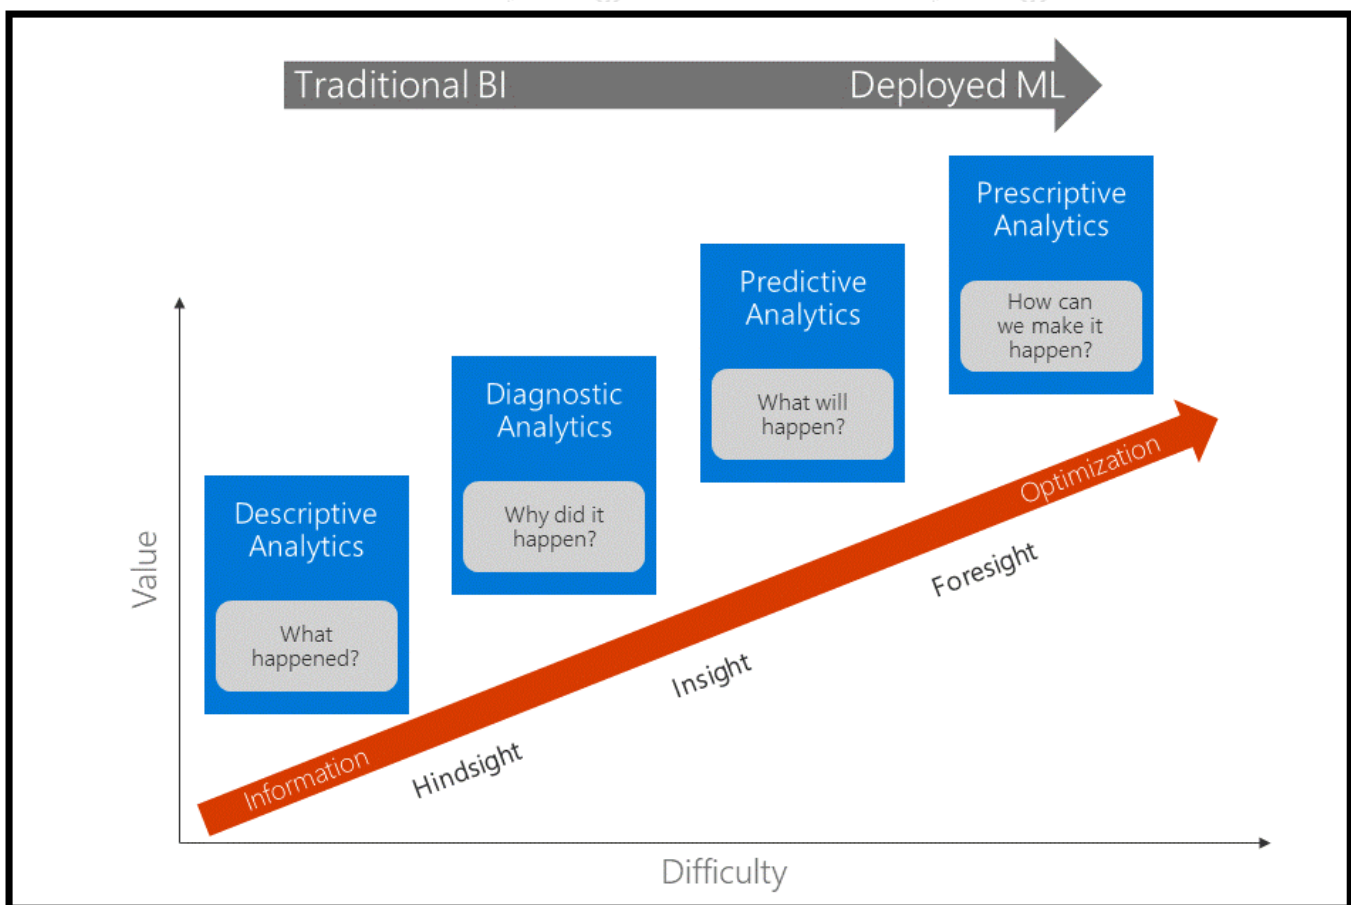 Traditional BI
Deployed ML
Prescriptive
Analytics
How can
we make it
happen?
Predictive
Analytics
What will
happen?
Diagnostic
Analytics
Why did it
happen?
Descriptive
Analytics
What
happened?
Value
Information
Hindsight
Insight
Foresight
Optimization
Difficulty